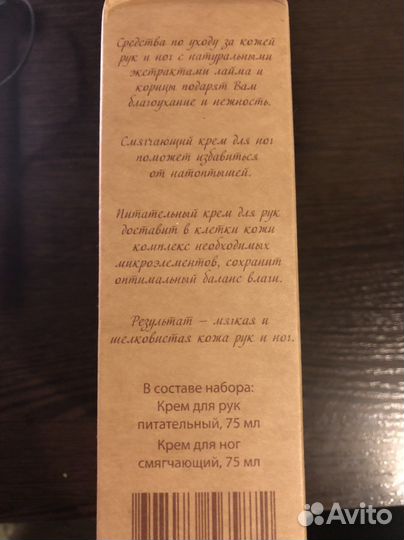 Средства по уходу за кожей
рук и ног с натуральными
экстрактами лайма и
корицы подарят Вам
благоухание и нежность.
Смягчающий крем для ног
поможет избавиться
от натоптышей.
Питательный крем для рук
доставит в клетки кожи
комплекс необходимых
микроэлементов, сохранит
оптимальный баланс влаги.
Результат – мягкая и
шелковистая кожа рук и ног.
В составе набора:
Крем для рук
питательный, 75 мл
Крем для ног
смягчающий, 75 мл
Avito